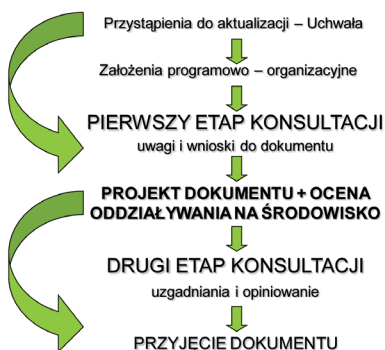 Przystąpienia do aktualizacji – Uchwała
Założenia programowo – organizacyjne
PIERWSZY ETAP KONSULTACJI
uwagi i wnioski do dokumentu
PROJEKT DOKUMENTU + OCENA
ODDZIAŁYWANIA NA ŚRODOWISKO
DRUGI ETAP KONSULTACJI
uzgadniania i opiniowanie
PRZYJĘCIE DOKUMENTU